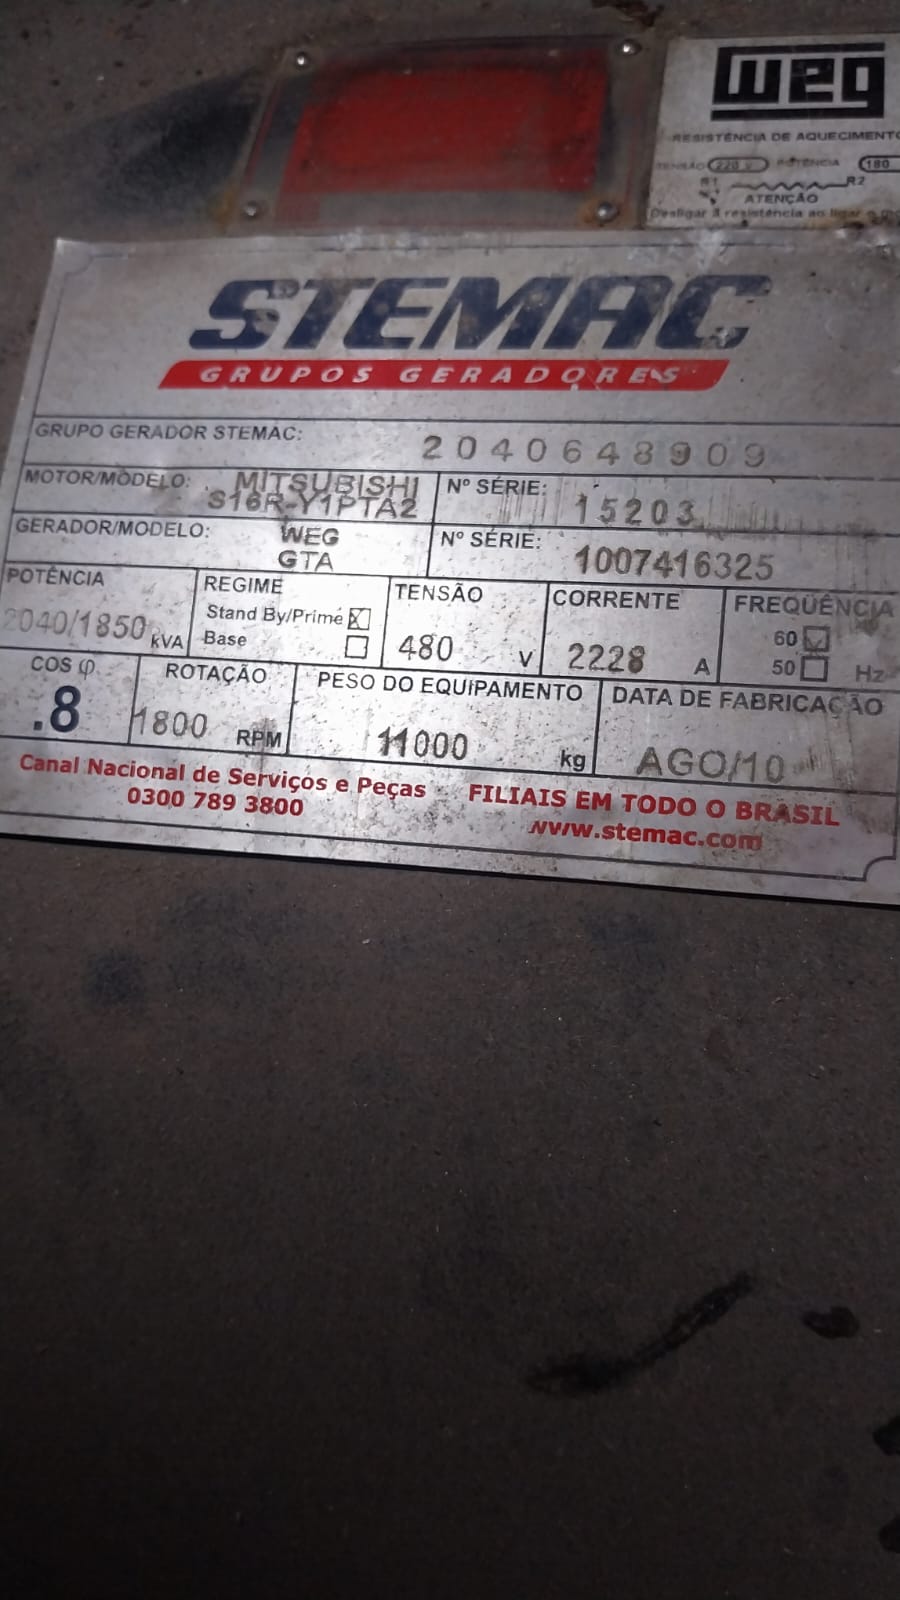 WEG
RESISTÊNCIA DE AQUECIMENTO
TENSÃO 220 V POTÊNCIA 180
R1 R2
ATENÇÃO
Desligar a resistência ao ligar o
STEMAC
GRUPOS GERADORES
GRUPO GERADOR STEMAC: 2040648909
MOTOR/MODELO: MITSUBISHI S16R-Y1PTA2 Nº SÉRIE: 15203
GERADOR/MODELO: WEG GTA Nº SÉRIE: 1007416325
POTÊNCIA 2040/1850 kVA
REGIME Stand By/Prime X Base
TENSÃO 480 V
CORRENTE 2228 A
FREQÜÊNCIA 60 50 Hz
COS φ .8
ROTAÇÃO 1800 RPM
PESO DO EQUIPAMENTO 11000 kg
DATA DE FABRICAÇÃO AGO/10
Canal Nacional de Serviços e Peças
0300 789 3800
FILIAIS EM TODO O BRASIL
www.stemac.com